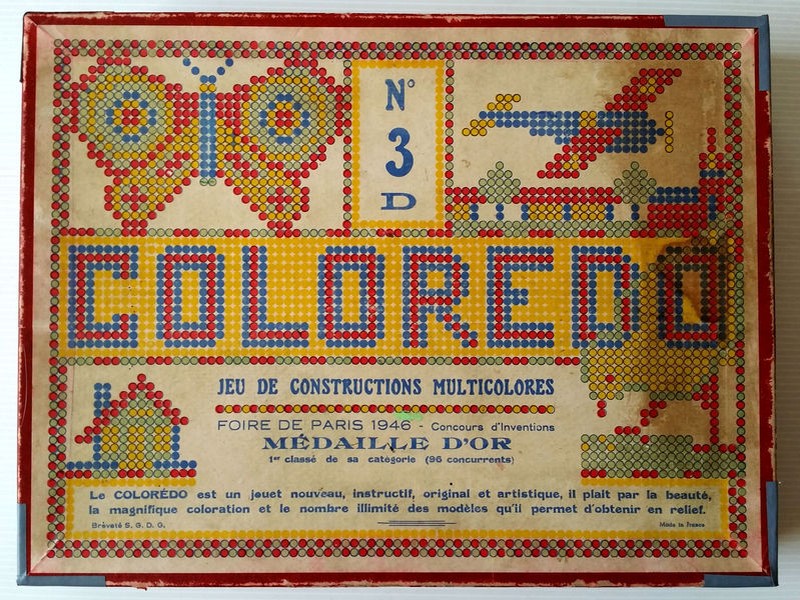 N°
3
D
COLOREDO
JEU DE CONSTRUCTIONS MULTICOLORES
FOIRE DE PARIS 1946 - Concours d'Inventions
MÉDAILLE D'OR
1er classé de sa catégorie (96 concurrents)
Le COLORÉDO est un jouet nouveau, instructif, original et artistique, il plait par la beauté,
la magnifique coloration et le nombre illimité des modèles qu'il permet d'obtenir en relief.
Bréveté S. G. D. G.
Made in France